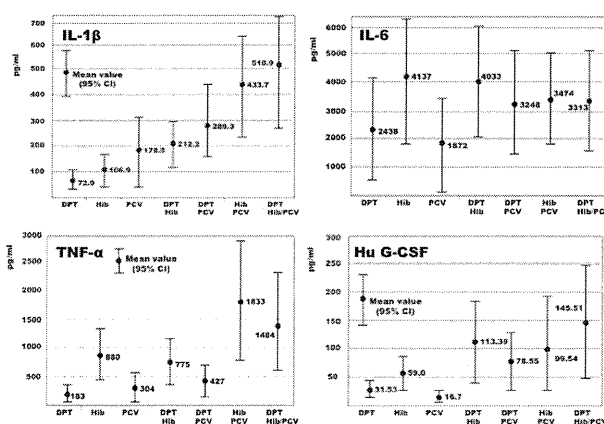 IL-1β
pg/ml
700
600
500
400
300
200
100
Mean value
(95% CI)
72.9
106.9
178.5
212.2
280.3
433.7
510.9
DPT Hib PCV DPT DPT Hib DPT
Hib PCV PCV Hib/PCV
IL-6
pg/ml
6000
5000
4000
3000
2000
1000
2438
4137
1872
4033
3248
3474
3313
DPT Hib PCV DPT DPT Hib DPT
Hib PCV PCV Hib/PCV
TNF-α
pg/ml
3000
2500
2000
1500
1000
500
Mean value
(95% CI)
183
880
304
775
427
1833
1484
DPT Hib PCV DPT DPT Hib DPT
Hib PCV PCV Hib/PCV
Hu G-CSF
pg/ml
300
250
200
150
100
50
Mean value
(95% CI)
31.53
59.0
16.7
113.39
78.55
99.54
145.51
DPT Hib PCV DPT DPT Hib DPT
Hib PCV PCV Hib/PCV